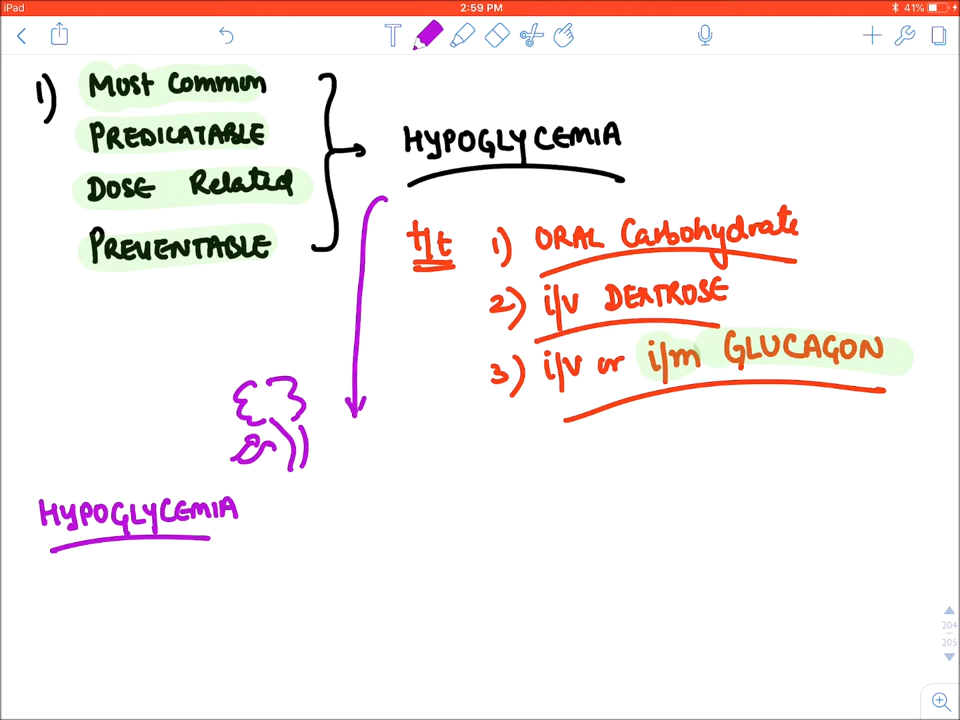 iPad 2:59 PM 41%
T
1) Most Common
PREDICATABLE
DOSE Related
PREVENTABLE
HYPOGLYCEMIA
t/t 1) ORAL Carbohydrate
2) i/v DEXTROSE
3) i/v or i/m GLUCAGON
HYPOGLYCEMIA
204
205